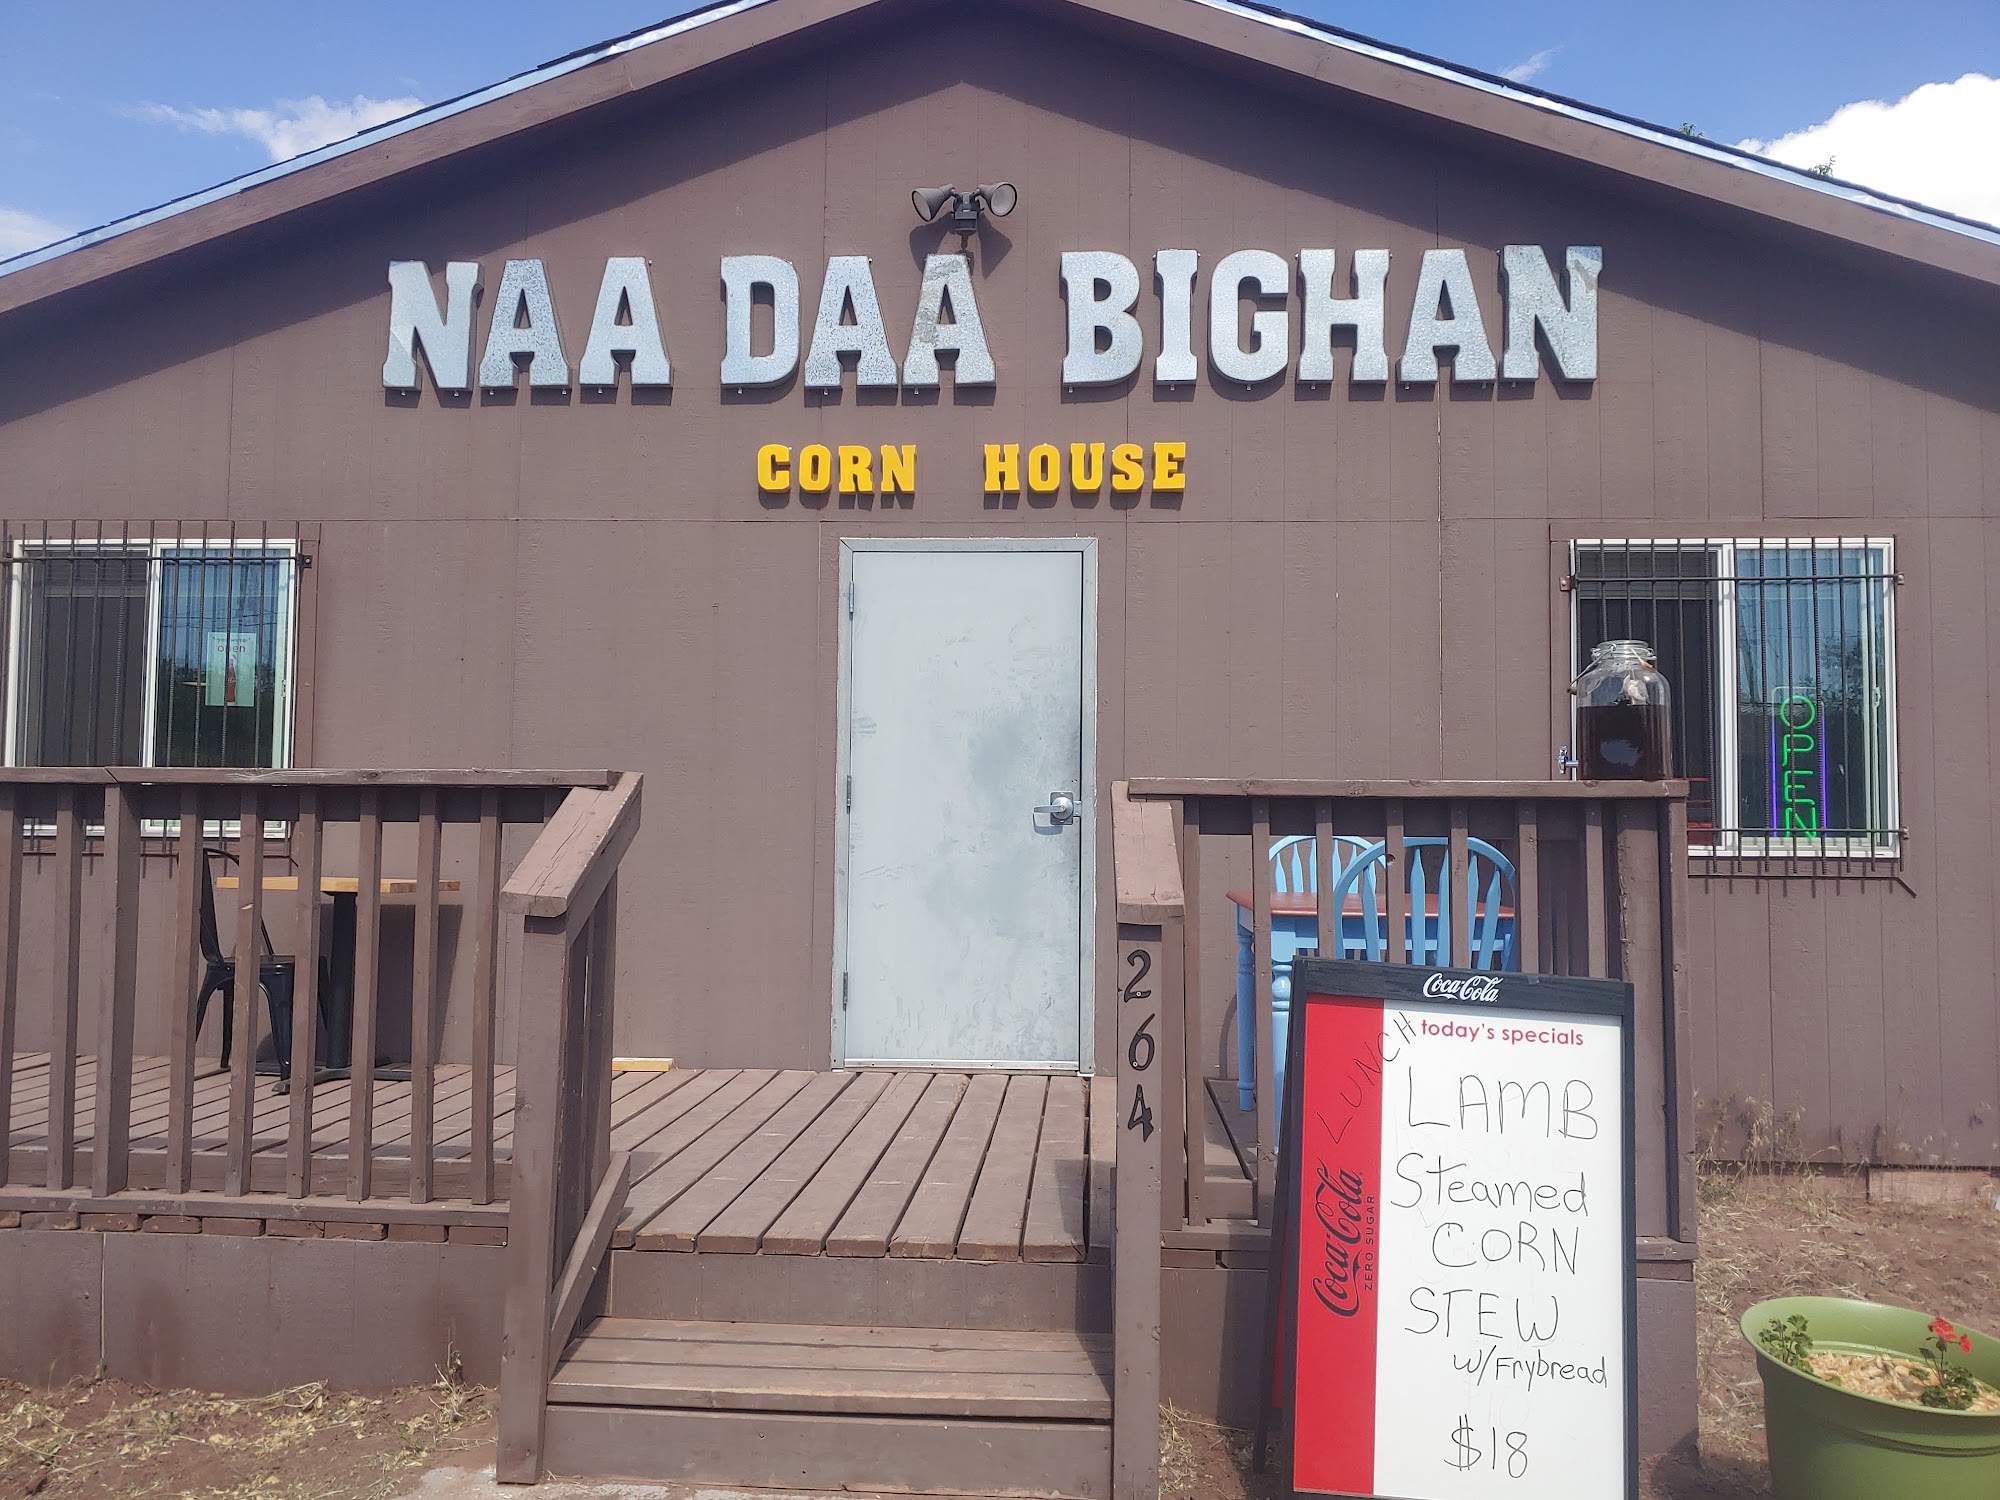 NAA DAA BIGHAN
CORN HOUSE
open
OPEN
264
Coca-Cola
today's specials
LUNCH
LAMB
Steamed
CORN
STEW
w/Frybread
$18
Coca-Cola
ZERO SUGAR